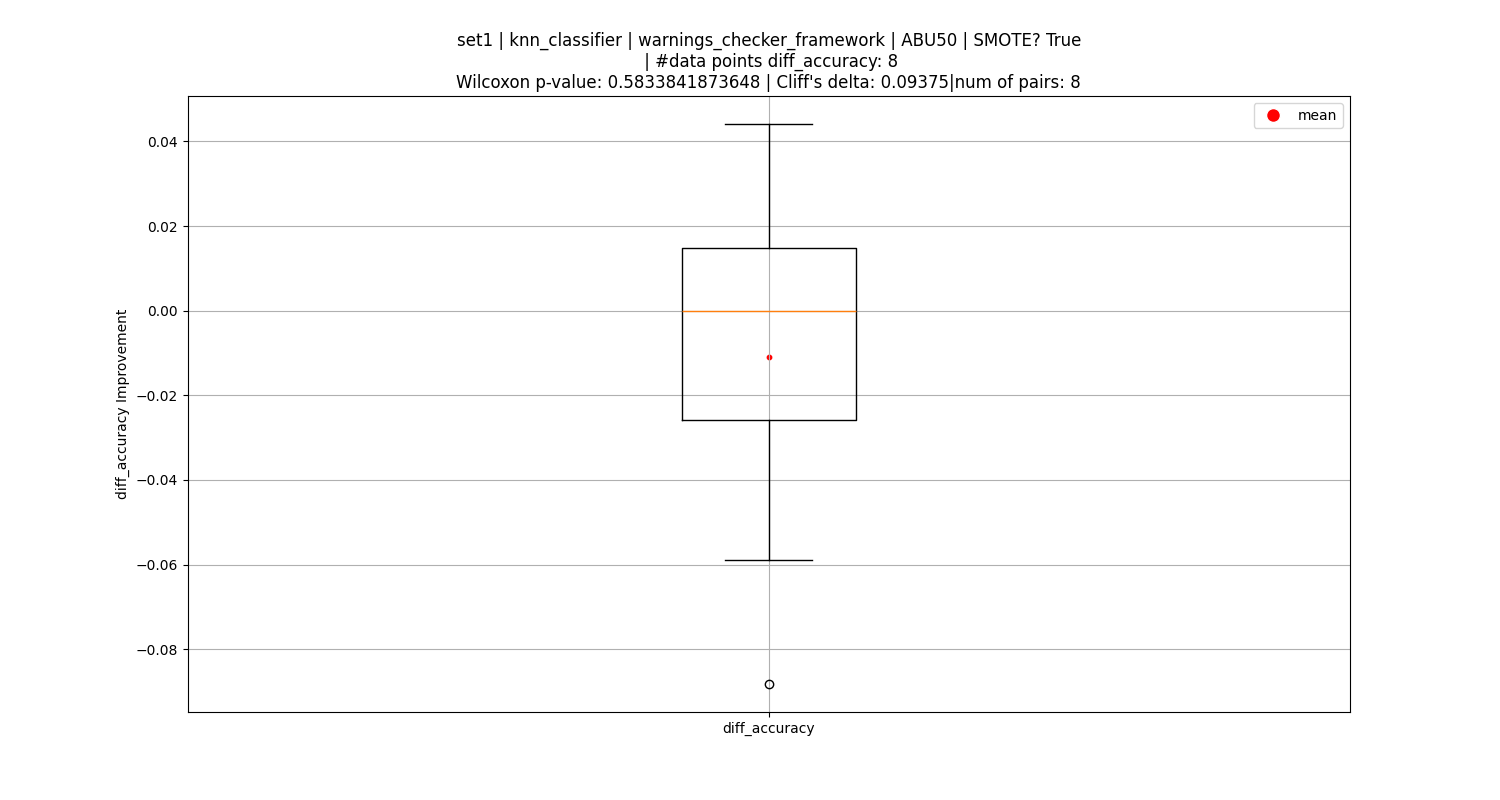 set1 | knn_classifier | warnings_checker_framework | ABU50 | SMOTE? True
| #data points diff_accuracy: 8
Wilcoxon p-value: 0.5833841873648 | Cliff's delta: 0.09375|num of pairs: 8
mean
0.04
0.02
0.00
−0.02
−0.04
−0.06
−0.08
diff_accuracy Improvement
diff_accuracy